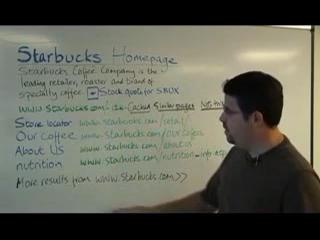 Starbucks Homepage
Starbucks Coffee Company is the
leading retailer, roaster and brand of
specialty coffee. + Stock quote for SBUX
www.Starbucks.com/ - 12k - Cached Similar pages
Store locator www.starbucks.com/retail/
Our coffee www.starbucks.com/ourcoffees
About Us www.starbucks.com/aboutus
nutrition www.starbucks.com/nutrition_info.
More results from www.Starbucks.com>>